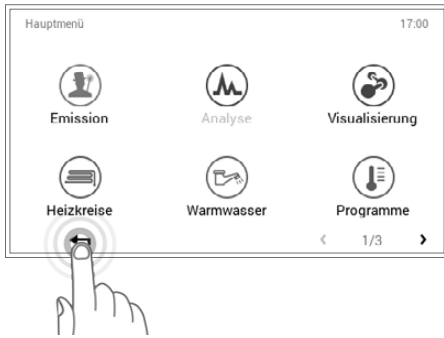 Hauptmenü 17:00
Emission Analyse Visualisierung
Heizkreise Warmwasser Programme
1/3